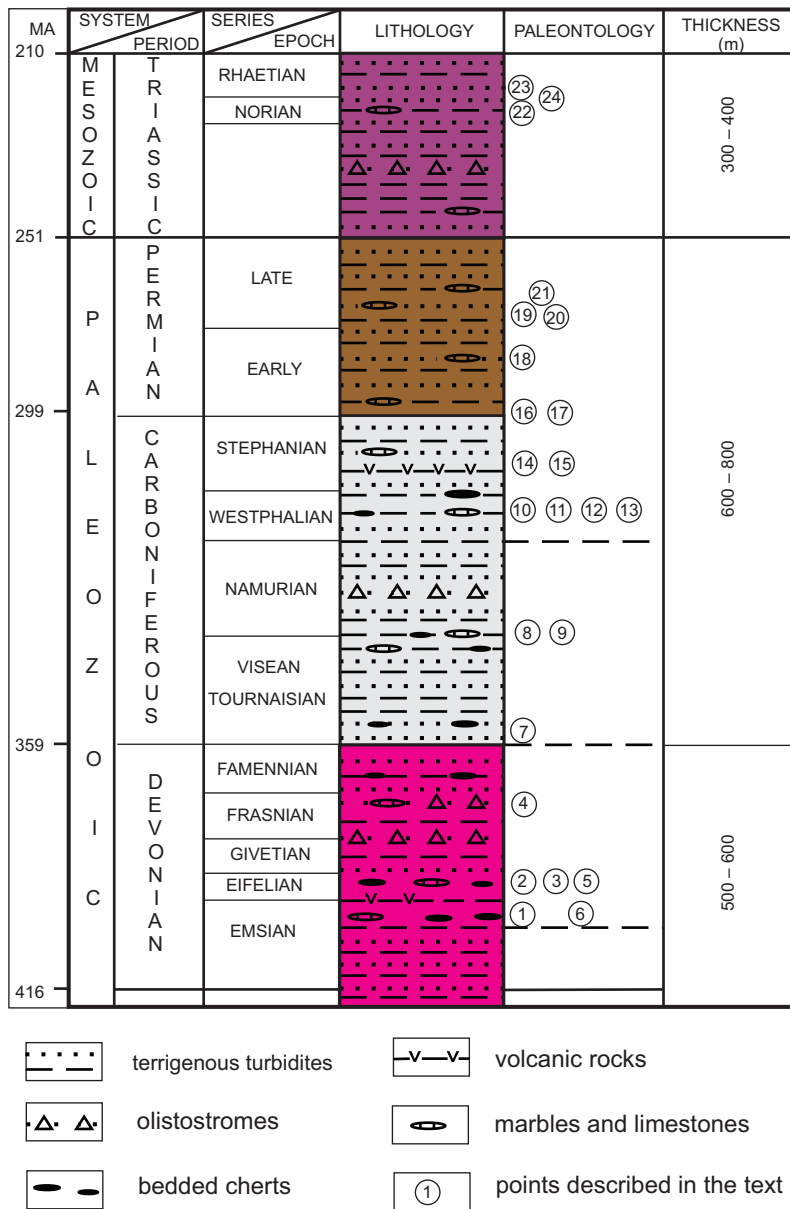 MA
SYSTEM
PERIOD
SERIES
EPOCH
LITHOLOGY
PALEONTOLOGY
THICKNESS
(m)
210
MESOZOIC
TRIASSIC
RHAETIAN
23
24
22
NORIAN
300 – 400
251
PALEOZOIC
PERMIAN
LATE
21
19 20
EARLY
18
299
16 17
CARBONIFEROUS
STEPHANIAN
14 15
WESTPHALIAN
10 11 12 13
600 – 800
NAMURIAN
8 9
VISEAN
TOURNAISIAN
7
359
DEVONIAN
FAMENNIAN
FRASNIAN
4
GIVETIAN
EIFELIAN
2 3 5
EMSIAN
1 6
500 – 600
416
terrigenous turbidites
volcanic rocks
olistostromes
marbles and limestones
bedded cherts
1
points described in the text